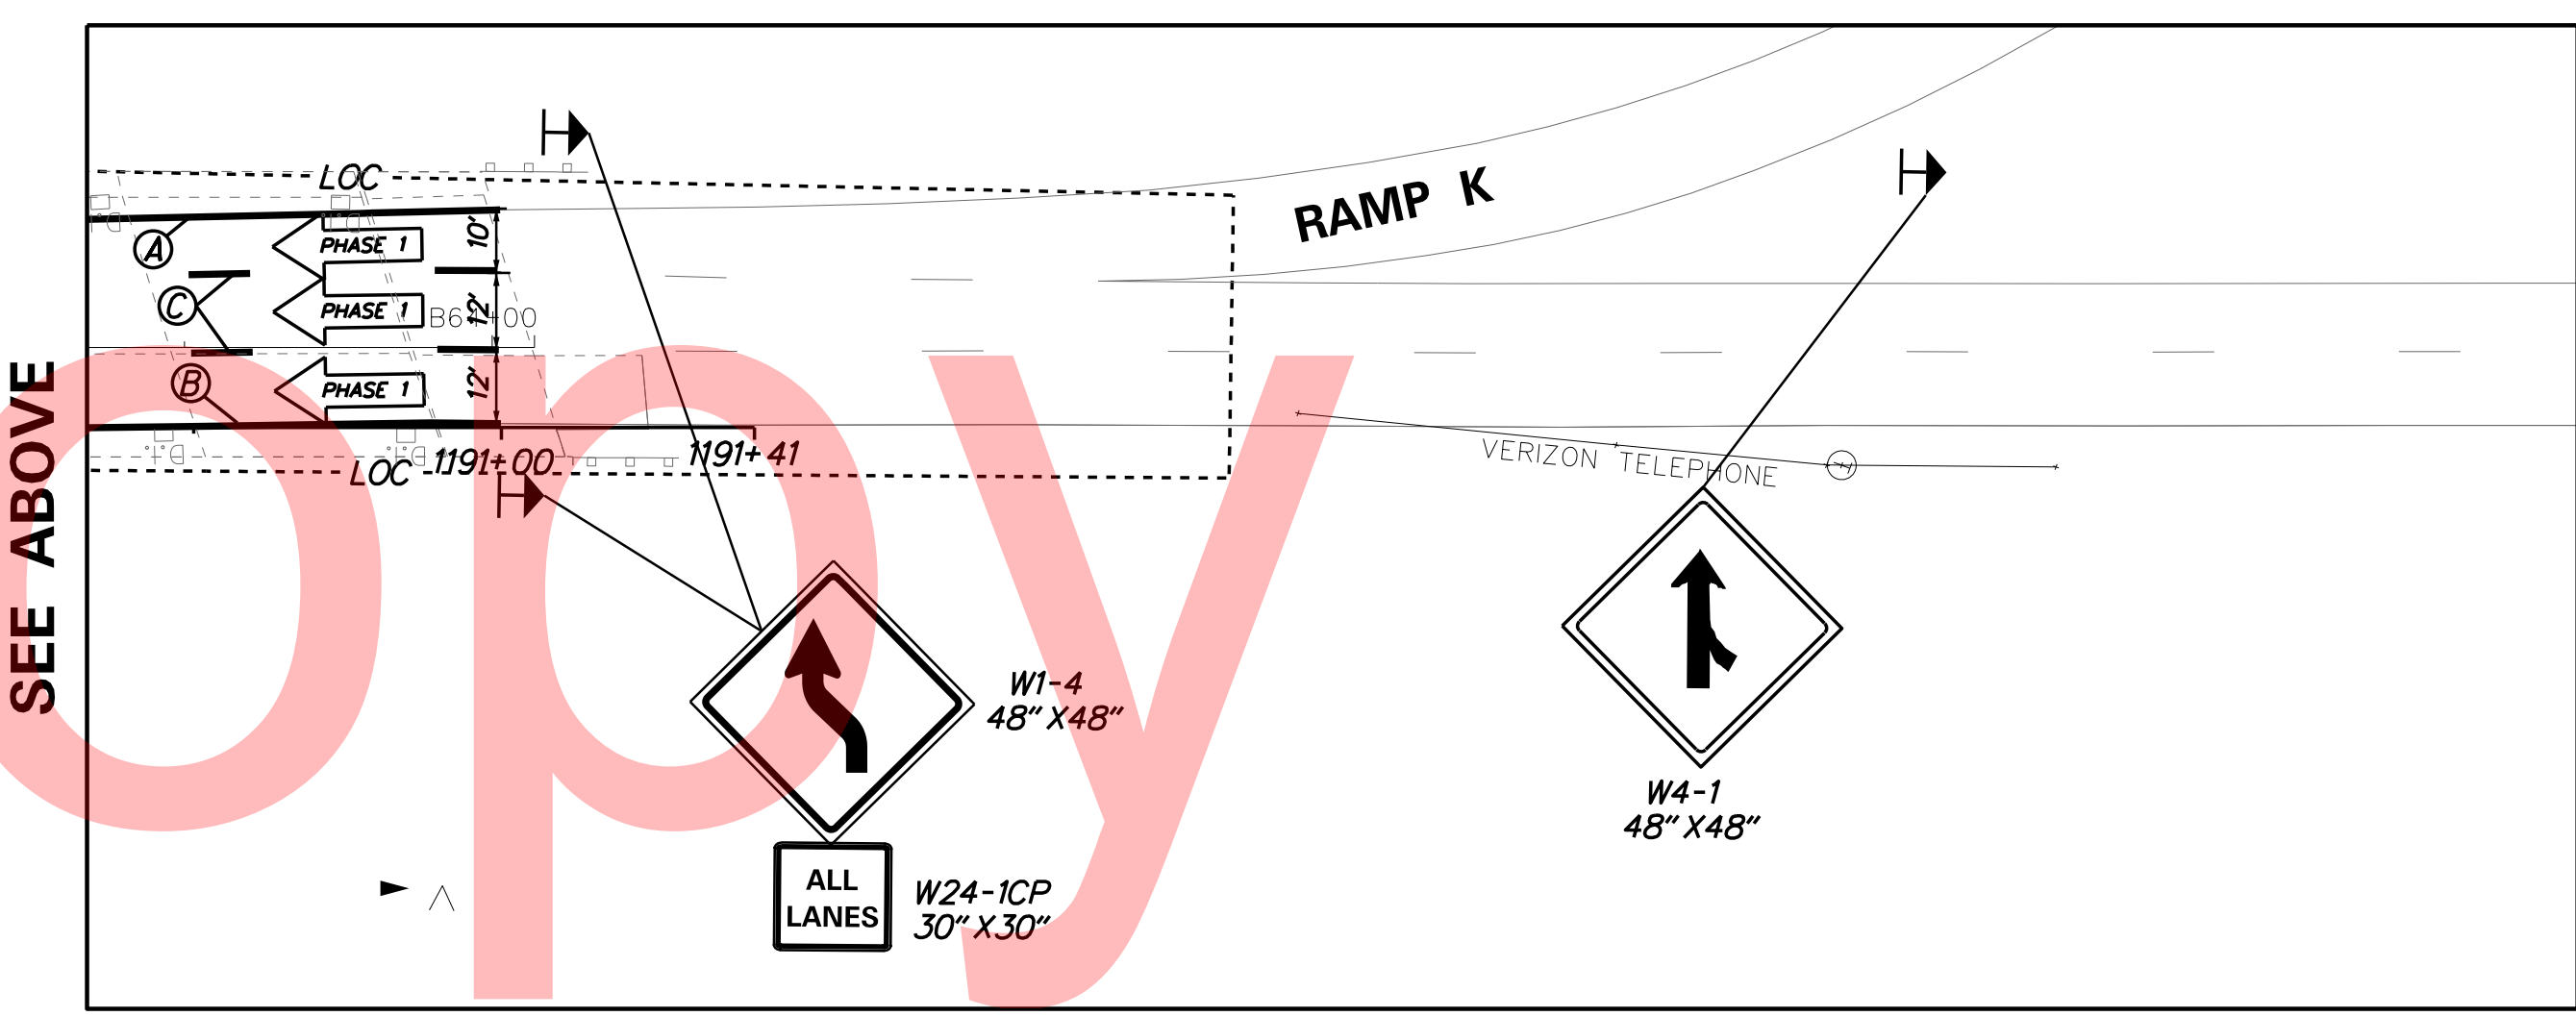 SEE ABOVE
LOC
D.I.
D.I.
RAMP K
A
PHASE 1
10'
C
PHASE 1
12'
B64+00
B
PHASE 1
12'
D.I.
D.I.
LOC
1191+00
1191+41
VERIZON TELEPHONE
W1-4
48"X48"
W4-1
48"X48"
ALL
LANES
W24-1CP
30"X30"
opy